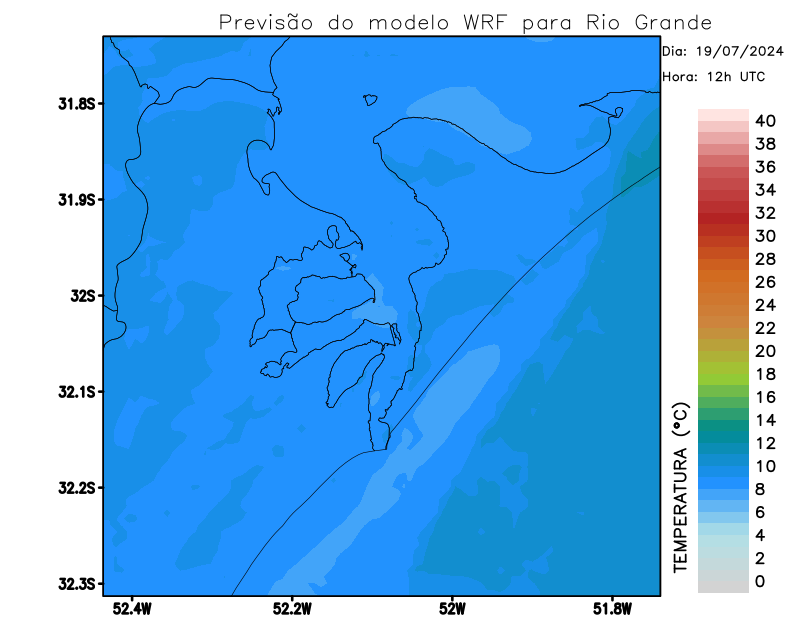 Previsão do modelo WRF para Rio Grande
Dia: 19/07/2024
Hora: 12h UTC
31.8S
31.9S
32S
32.1S
32.2S
32.3S
52.4W
52.2W
52W
51.8W
TEMPERATURA (°C)
40
38
36
34
32
30
28
26
24
22
20
18
16
14
12
10
8
6
4
2
0